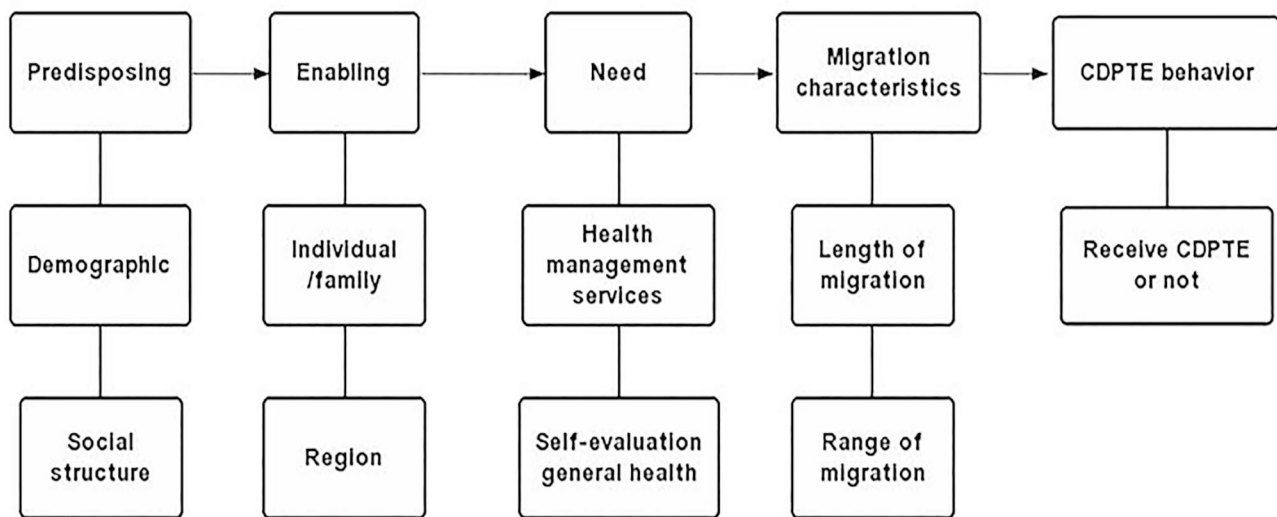 Predisposing
Enabling
Need
Migration
characteristics
CDPTE behavior
Demographic
Individual
/family
Health
management
services
Length of
migration
Receive CDPTE
or not
Social
structure
Region
Self-evaluation
general health
Range of
migration